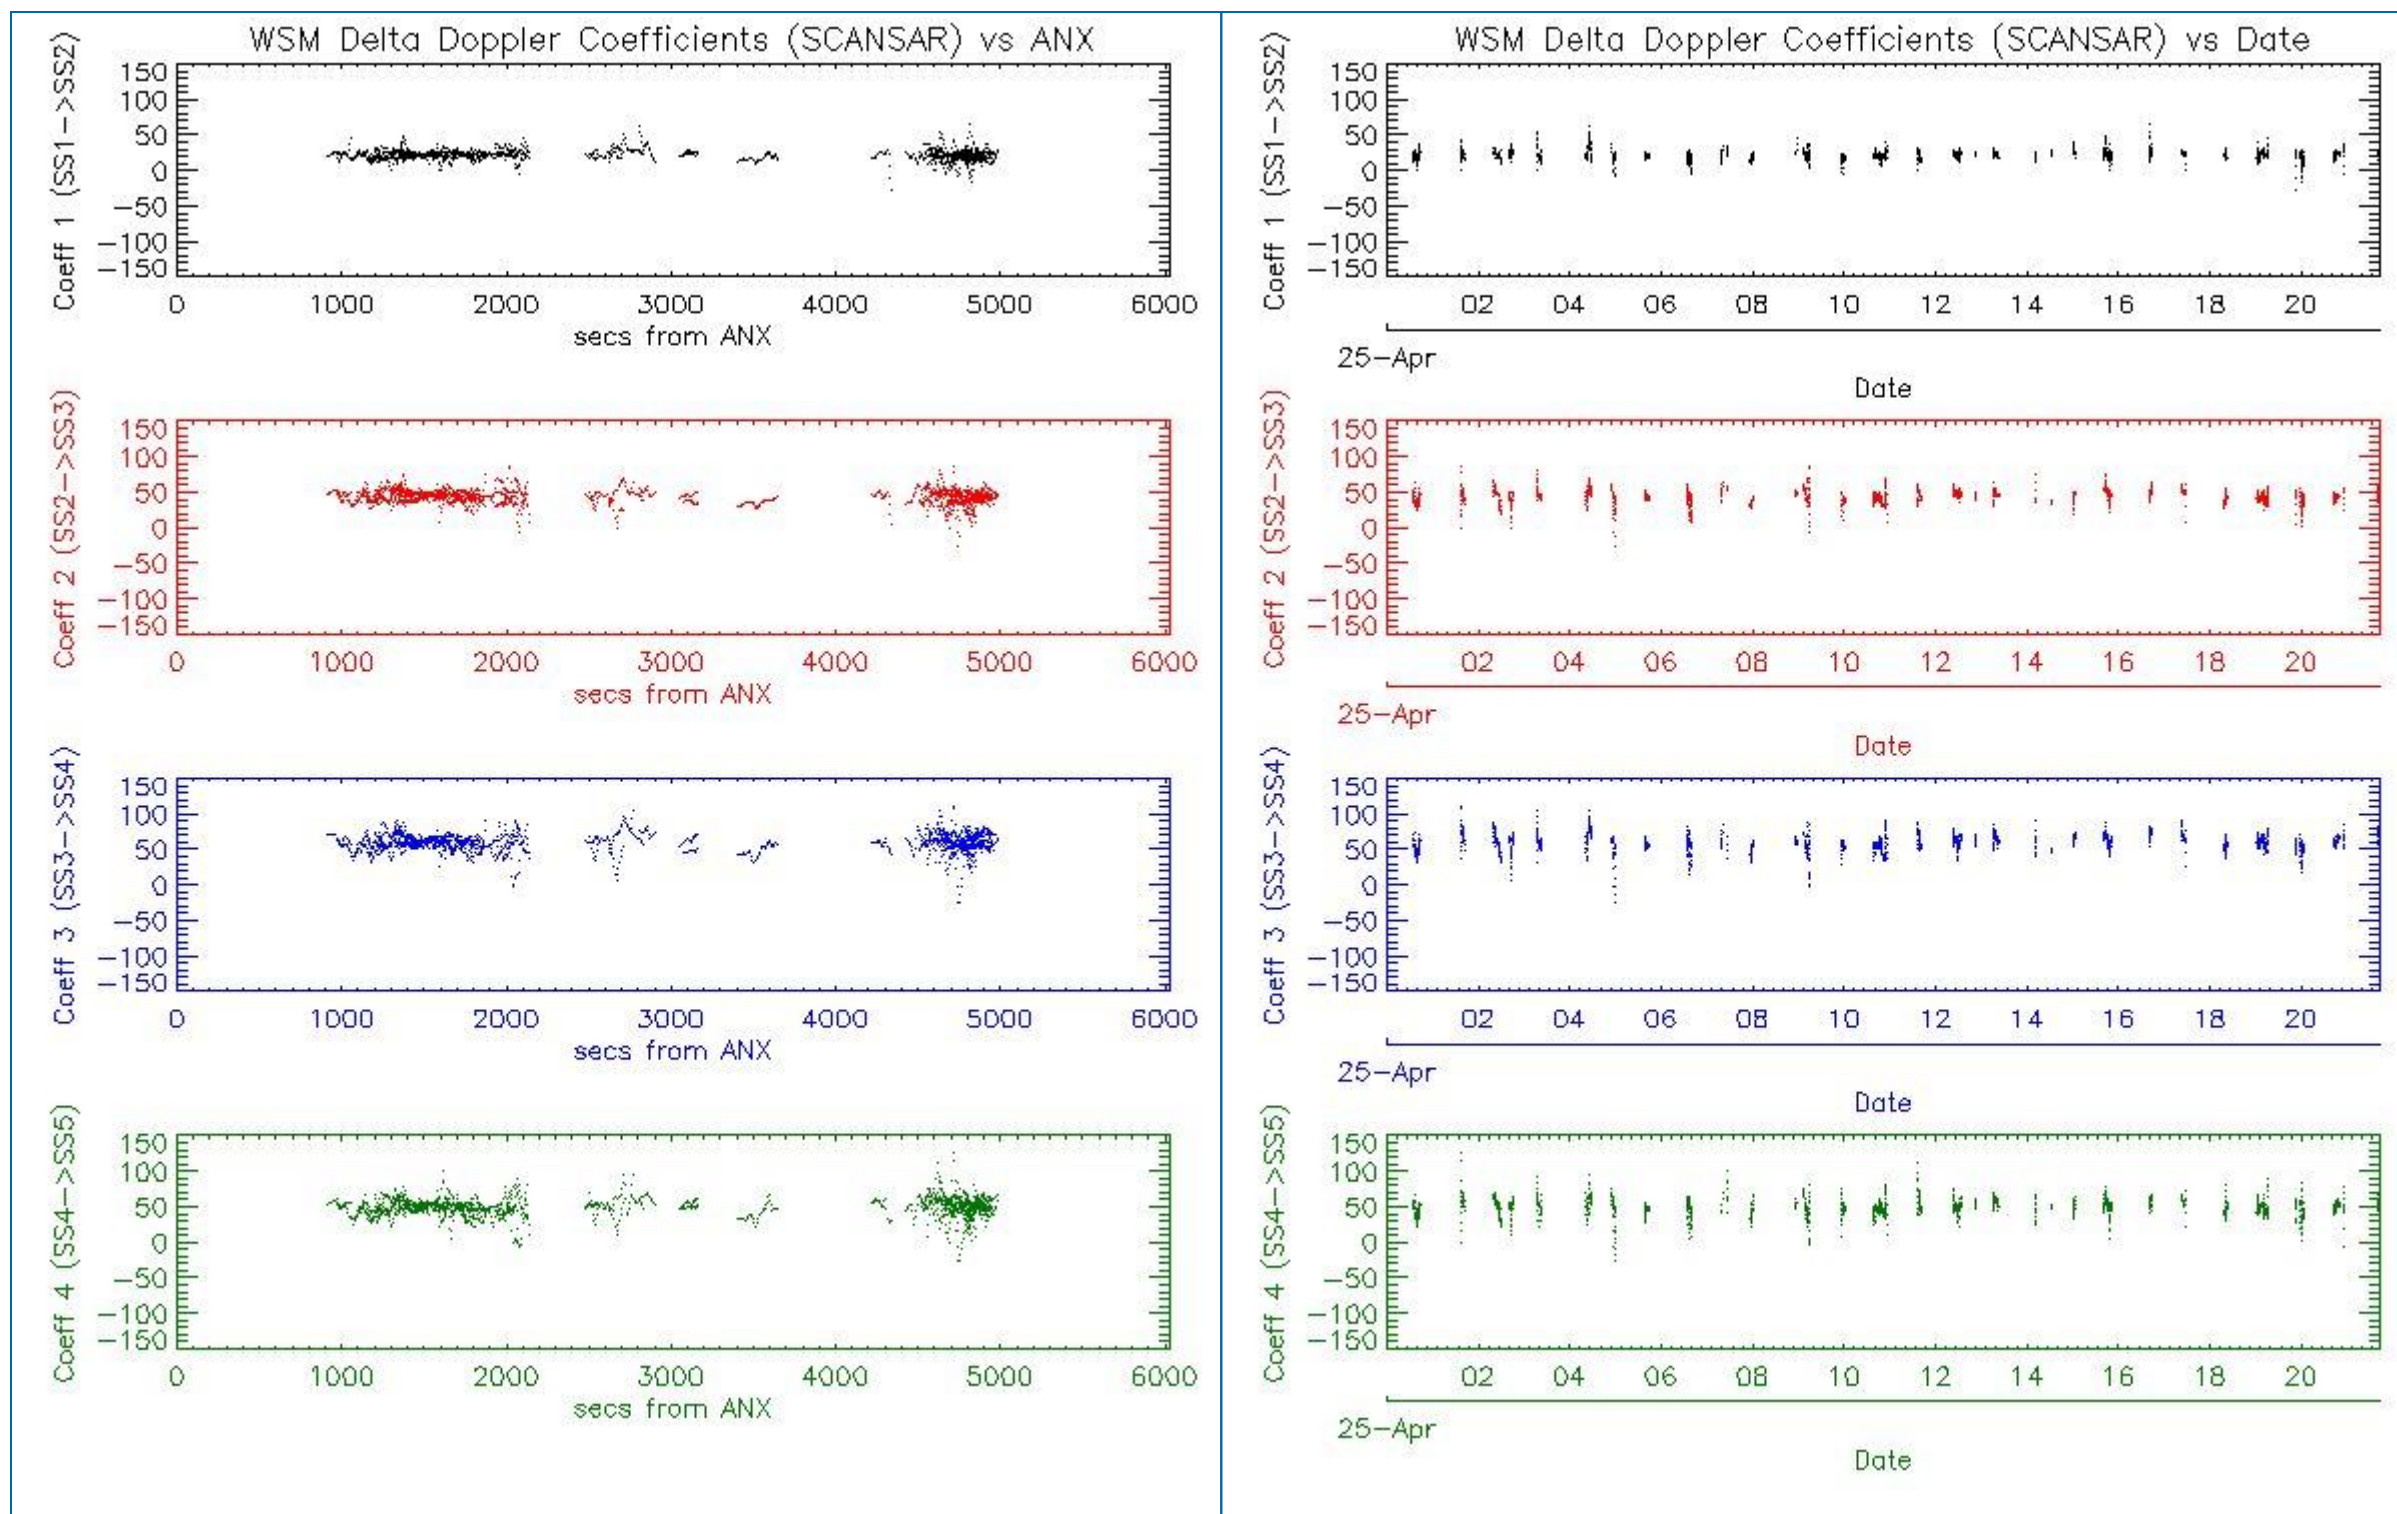 WSM Delta Doppler Coefficients (SCANSAR) vs ANX
Coeff 1 (SS1->SS2)
150
100
50
0
-50
-100
-150
0 1000 2000 3000 4000 5000 6000
secs from ANX
Coeff 2 (SS2->SS3)
150
100
50
0
-50
-100
-150
0 1000 2000 3000 4000 5000 6000
secs from ANX
Coeff 3 (SS3->SS4)
150
100
50
0
-50
-100
-150
0 1000 2000 3000 4000 5000 6000
secs from ANX
Coeff 4 (SS4->SS5)
150
100
50
0
-50
-100
-150
0 1000 2000 3000 4000 5000 6000
secs from ANX
WSM Delta Doppler Coefficients (SCANSAR) vs Date
Coeff 1 (SS1->SS2)
150
100
50
0
-50
-100
-150
02 04 06 08 10 12 14 16 18 20
25-Apr
Date
Coeff 2 (SS2->SS3)
150
100
50
0
-50
-100
-150
02 04 06 08 10 12 14 16 18 20
25-Apr
Date
Coeff 3 (SS3->SS4)
150
100
50
0
-50
-100
-150
02 04 06 08 10 12 14 16 18 20
25-Apr
Date
Coeff 4 (SS4->SS5)
150
100
50
0
-50
-100
-150
02 04 06 08 10 12 14 16 18 20
25-Apr
Date